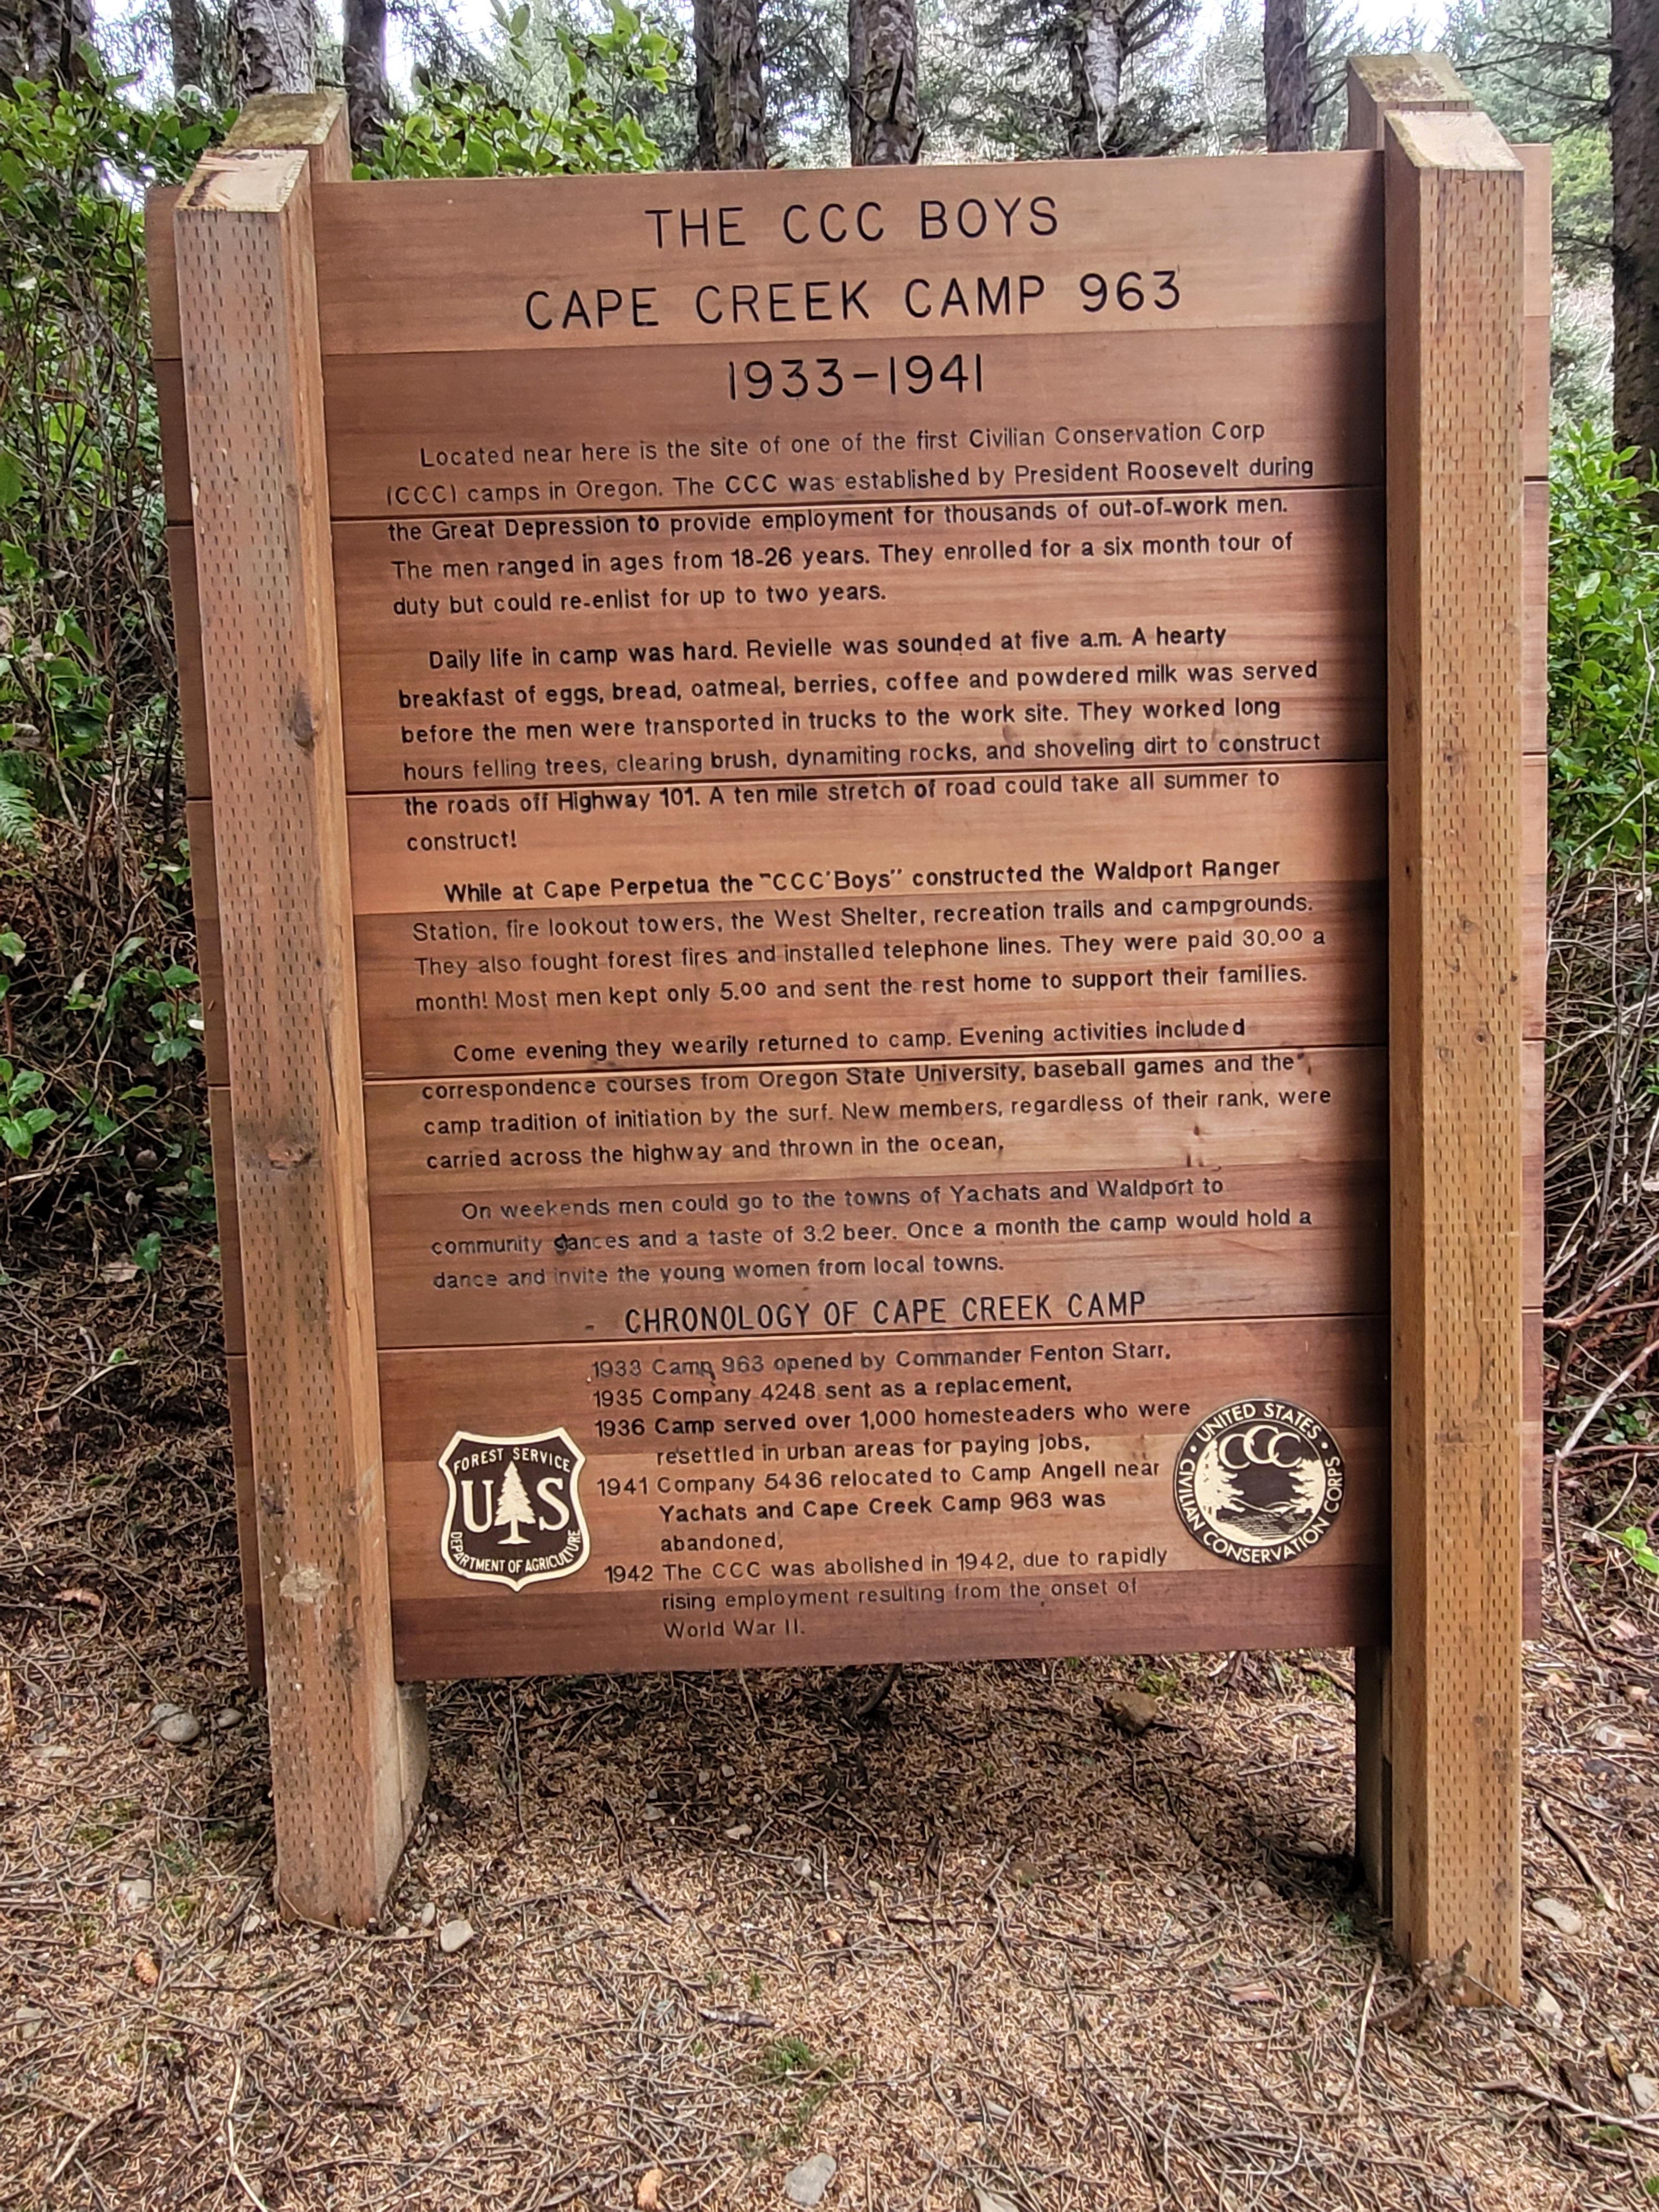 THE CCC BOYS
CAPE CREEK CAMP 963
1933-1941
Located near here is the site of one of the first Civilian Conservation Corp
(CCC) camps in Oregon. The CCC was established by President Roosevelt during
the Great Depression to provide employment for thousands of out-of-work men.
The men ranged in ages from 18-26 years. They enrolled for a six month tour of
duty but could re-enlist for up to two years.
Daily life in camp was hard. Revielle was sounded at five a.m. A hearty
breakfast of eggs, bread, oatmeal, berries, coffee and powdered milk was served
before the men were transported in trucks to the work site. They worked long
hours felling trees, clearing brush, dynamiting rocks, and shoveling dirt to construct
the roads off Highway 101. A ten mile stretch of road could take all summer to
construct!
While at Cape Perpetua the "CCC'Boys" constructed the Waldport Ranger
Station, fire lookout towers, the West Shelter, recreation trails and campgrounds.
They also fought forest fires and installed telephone lines. They were paid 30.00 a
month! Most men kept only 5.00 and sent the rest home to support their families.
Come evening they wearily returned to camp. Evening activities included
correspondence courses from Oregon State University, baseball games and the
camp tradition of initiation by the surf. New members, regardless of their rank, were
carried across the highway and thrown in the ocean,
On weekends men could go to the towns of Yachats and Waldport to
community dances and a taste of 3.2 beer. Once a month the camp would hold a
dance and invite the young women from local towns.
- CHRONOLOGY OF CAPE CREEK CAMP
1933 Camp 963 opened by Commander Fenton Starr,
1935 Company 4248 sent as a replacement,
1936 Camp served over 1,000 homesteaders who were
resettled in urban areas for paying jobs,
1941 Company 5436 relocated to Camp Angell near
Yachats and Cape Creek Camp 963 was
abandoned,
1942 The CCC was abolished in 1942, due to rapidly
rising employment resulting from the onset of
World War II.
FOREST SERVICE
UAS
DEPARTMENT OF AGRICULTURE
UNITED STATES
CCC
CIVILIAN CONSERVATION CORPS